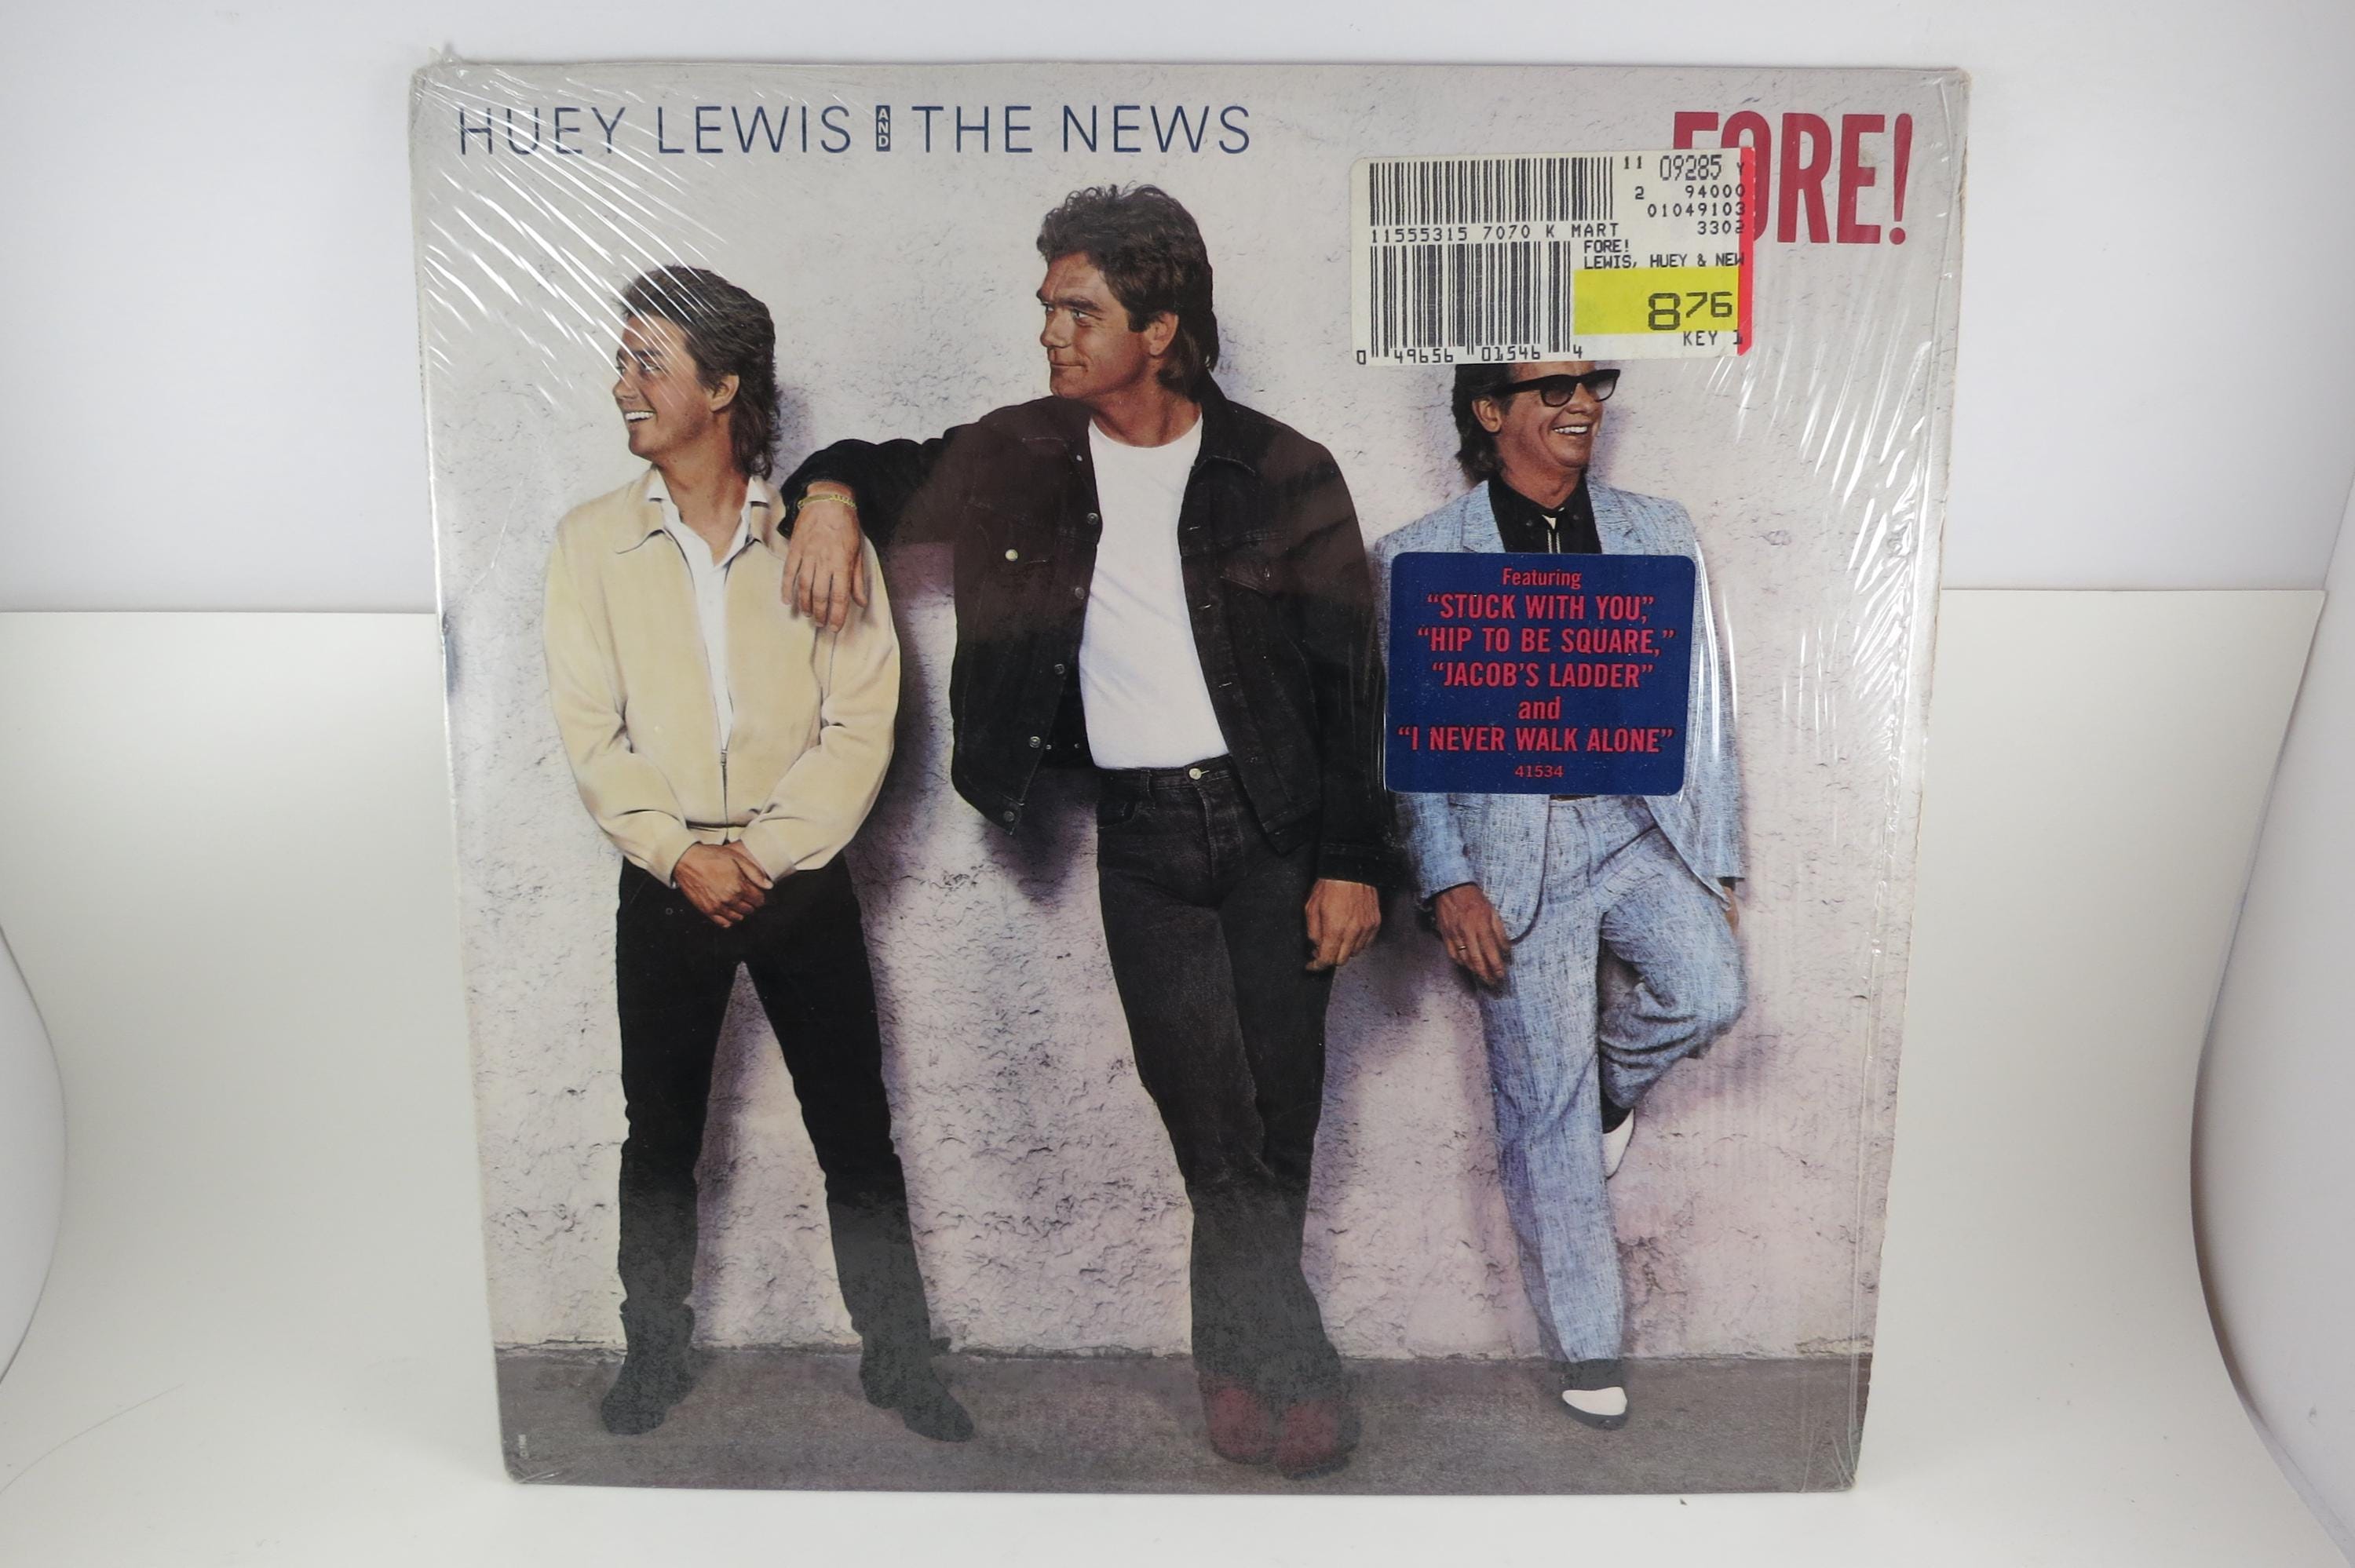 HUEY LEWIS AND THE NEWS
FORE!
11 09285 Y
2 94000
01049103
11555315 7070 K MART 3302
FORE!
LEWIS, HUEY & NEW
876
KEY 1
0 49656 01546 4
Featuring
“STUCK WITH YOU,”
“HIP TO BE SQUARE,”
“JACOB’S LADDER”
and
“I NEVER WALK ALONE”
41534